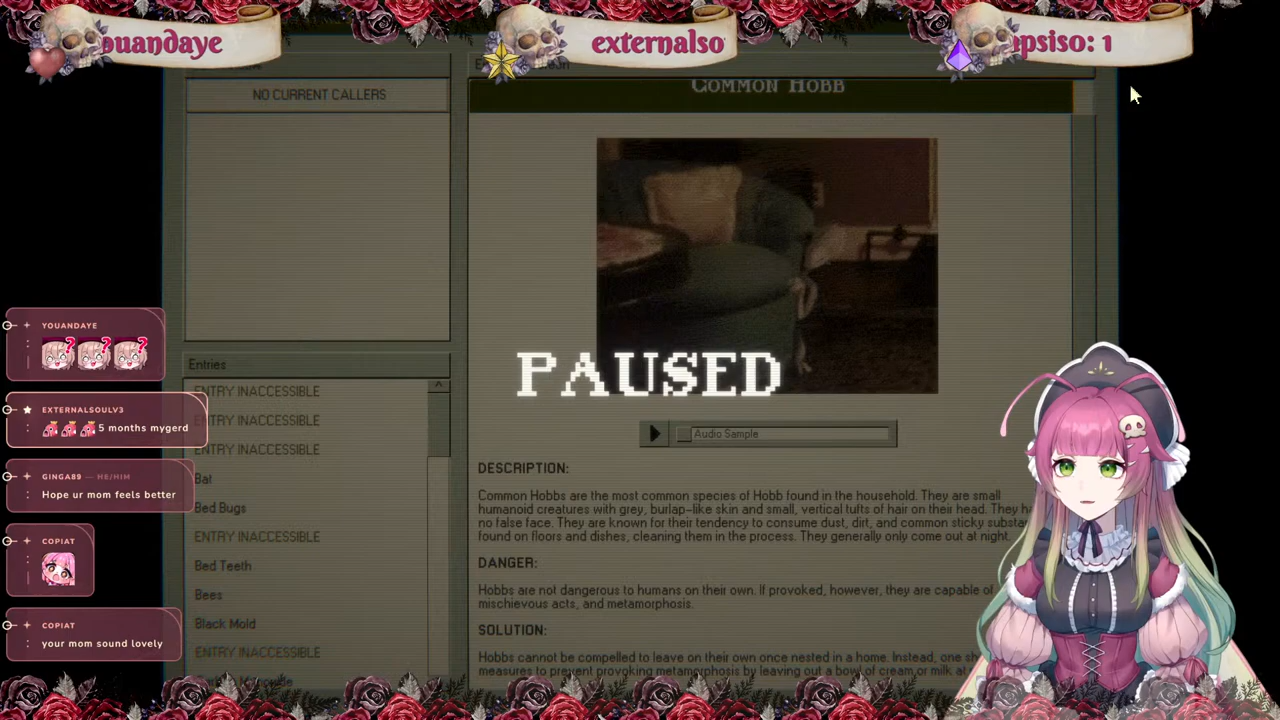 ouandaye
externalso
apsiso: 1
NO CURRENT CALLERS
COMMON HOBB
PAUSED
Audio Sample
DESCRIPTION:
Common Hobbs are the most common species of Hobb found in the household. They are small
humanoid creatures with grey, burlap-like skin and small, vertical tufts of hair on their head. They h
no false face. They are known for their tendency to consume dust, dirt, and common sticky substa
found on floors and dishes, cleaning them in the process. They generally only come out at night.
DANGER:
Hobbs are not dangerous to humans on their own. If provoked, however, they are capable of
mischievous acts, and metamorphosis.
SOLUTION:
Hobbs cannot be compelled to leave on their own once nested in a home. Instead, one sh
measures to prevent provoking metamorphosis by leaving out a bowl of cream or milk at
Entries
ENTRY INACCESSIBLE
ENTRY INACCESSIBLE
ENTRY INACCESSIBLE
Bat
Bed Bugs
ENTRY INACCESSIBLE
Bed Teeth
Bees
Black Mold
ENTRY INACCESSIBLE
YOUANDAYE
EXTERNALSOULV3
5 months mygerd
GINGA89 — HE/HIM
Hope ur mom feels better
COPIAT
COPIAT
your mom sound lovely